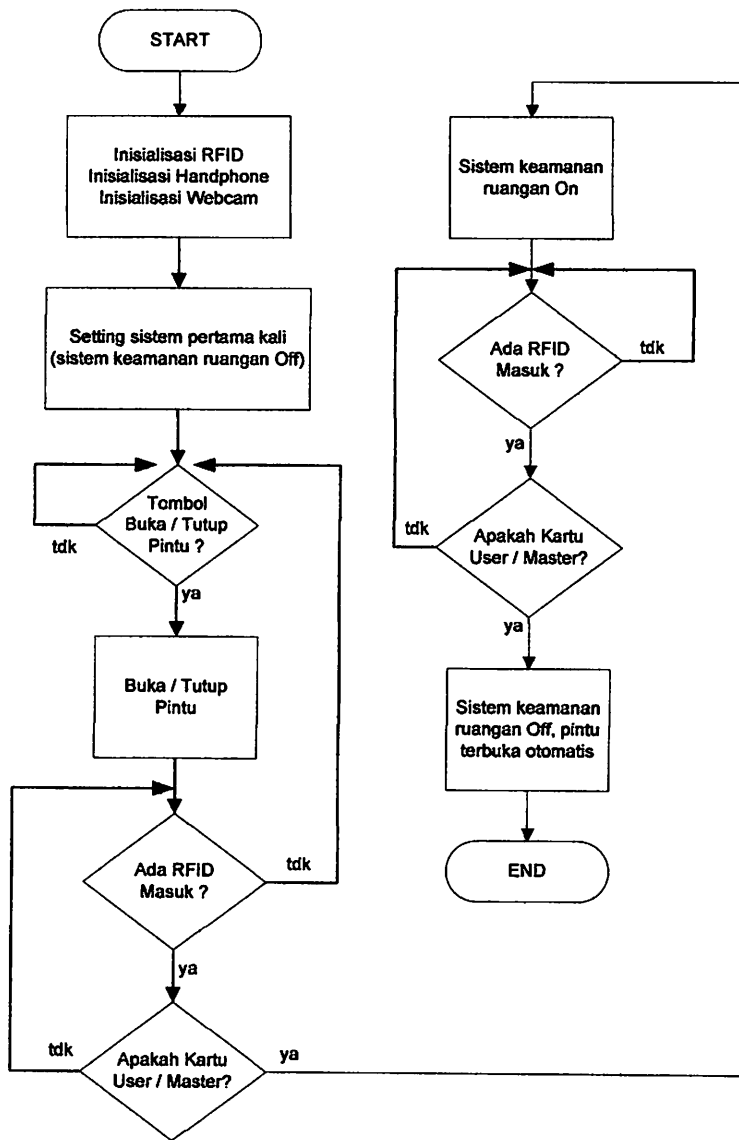 START
Inisialisasi RFID
Inisialisasi Handphone
Inisialisasi Webcam
Setting sistem pertama kali
(sistem keamanan ruangan Off)
Tombol
Buka / Tutup
Pintu ?
tdk
ya
Buka / Tutup
Pintu
Ada RFID
Masuk ?
tdk
ya
Apakah Kartu
User / Master?
tdk
ya
Sistem keamanan
ruangan On
Ada RFID
Masuk ?
tdk
ya
Apakah Kartu
User / Master?
tdk
ya
Sistem keamanan
ruangan Off, pintu
terbuka otomatis
END